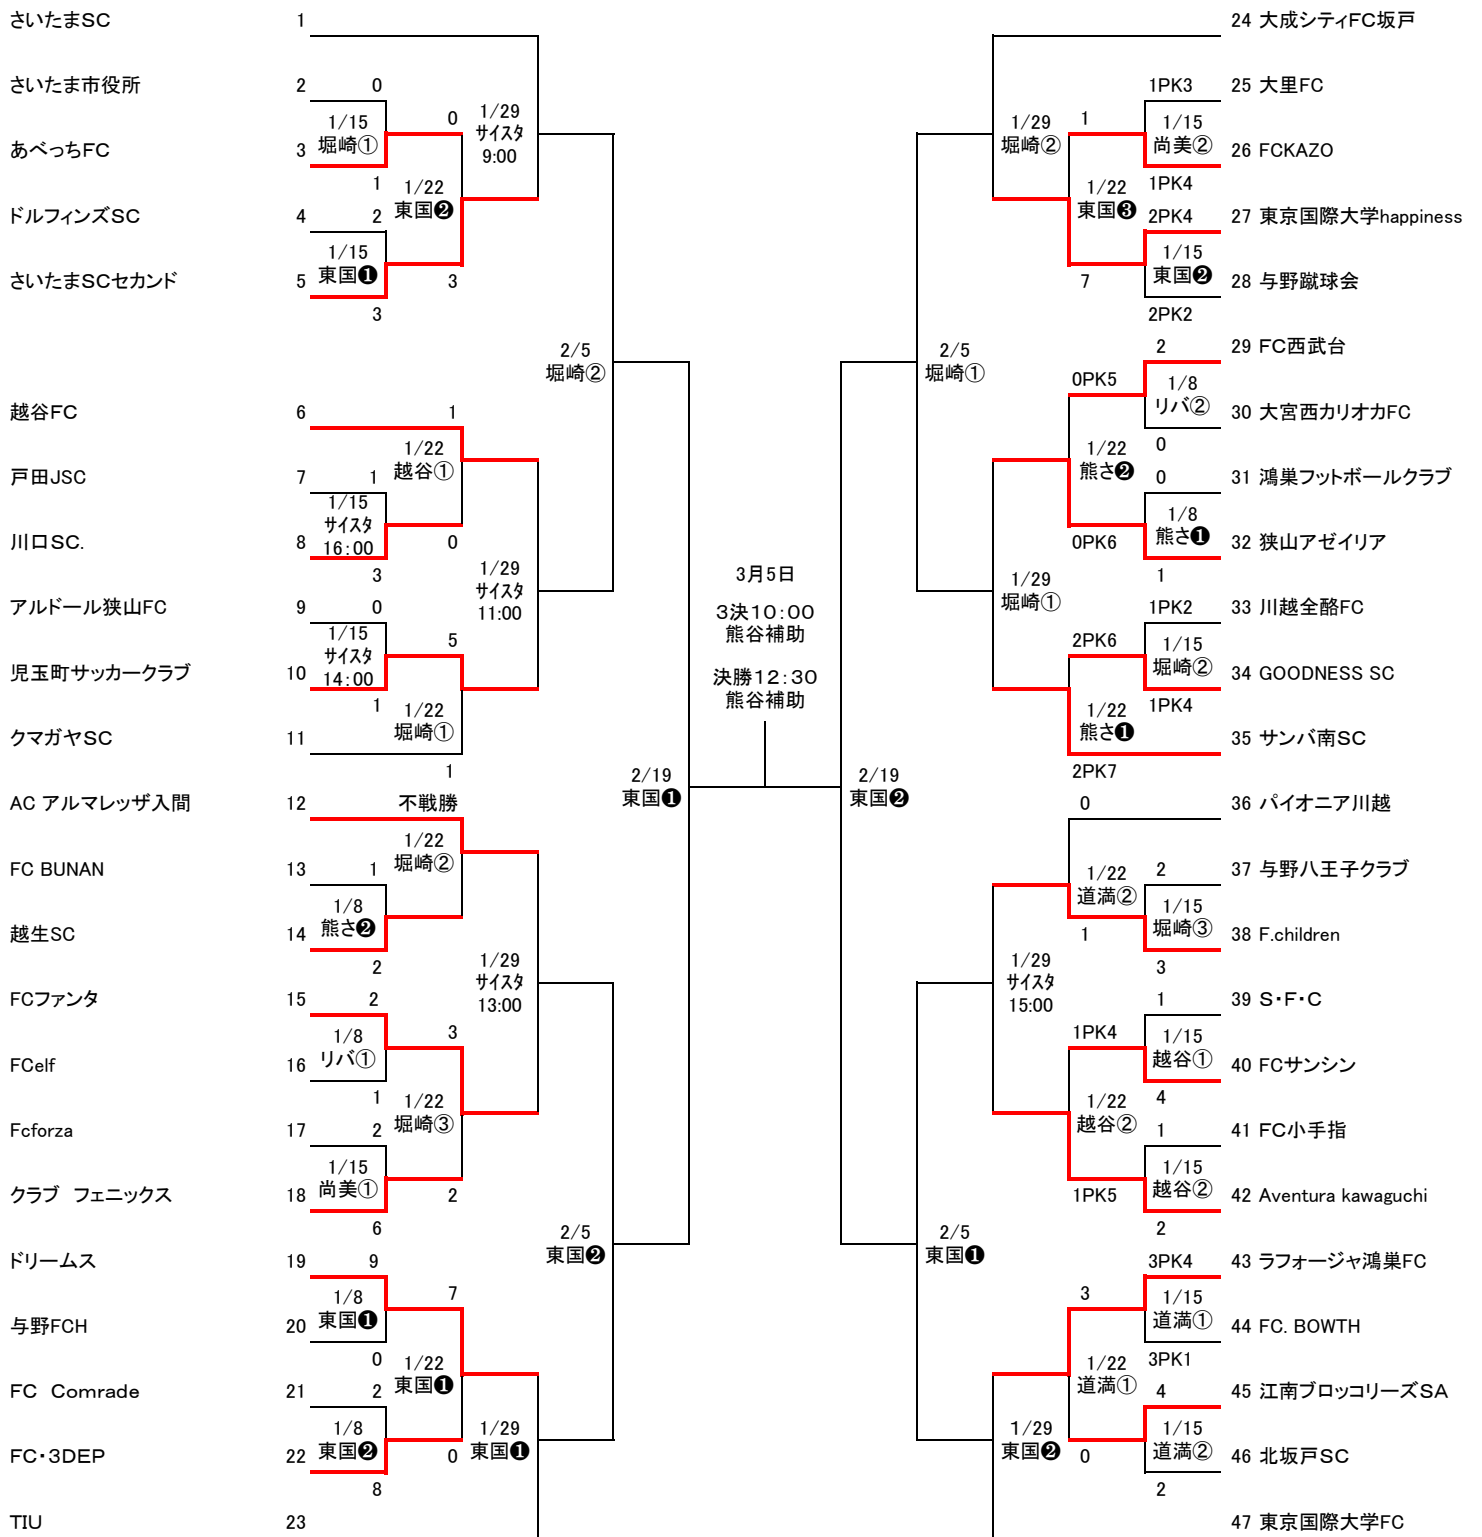 さいたまSC 1
24 大成シティFC坂戸
さいたま市役所 2 0
1PK3 25 大里FC
1/15
堀崎①
0
1/29
サイスタ
9:00
1/29
堀崎②
1
1/15
尚美②
あべっちFC 3
26 FCKAZO
1
1/22
東国❷
1/22
東国❸
1PK4
ドルフィンズSC 4 2
2PK4 27 東京国際大学happiness
1/15
東国❶
1/15
東国❷
さいたまSCセカンド 5
3
7
28 与野蹴球会
3
2PK2
2/5
堀崎②
2/5
堀崎①
2 29 FC西武台
0PK5
1/8
リバ②
越谷FC 6 1
30 大宮西カリオカFC
1/22
越谷①
1/22
熊さ❷
0
戸田JSC 7 1
0 31 鴻巣フットボールクラブ
1/15
サイスタ
16:00
1/8
熊さ❶
川口SC. 8
0
0PK6
32 狭山アゼイリア
3
1
1/29
サイスタ
11:00
3月5日
3決10:00
熊谷補助
決勝12:30
熊谷補助
1/29
堀崎①
アルドール狭山FC 9 0
1PK2 33 川越全酪FC
1/15
サイスタ
14:00
5
2PK6
1/15
堀崎②
児玉町サッカークラブ 10
34 GOODNESS SC
1
1/22
堀崎①
1/22
熊さ❶
1PK4
クマガヤSC 11
35 サンバ南SC
1
2PK7
2/19
東国❶
2/19
東国❷
AC アルマレッザ入間 12 不戦勝
0
36 パイオニア川越
1/22
堀崎②
1/22
道満②
FC BUNAN 13 1
2 37 与野八王子クラブ
1/8
熊さ❷
1/15
堀崎③
越生SC 14
1
38 F.children
2
3
1/29
サイスタ
13:00
1/29
サイスタ
15:00
FCファンタ 15 2
1 39 S・F・C
1/8
リバ①
3
1PK4
1/15
越谷①
FCelf 16
40 FCサンシン
1
1/22
堀崎③
1/22
越谷②
4
Fcforza 17 2
1 41 FC小手指
1/15
尚美①
1/15
越谷②
クラブ フェニックス 18
2
1PK5
42 Aventura kawaguchi
6
2
2/5
東国❷
2/5
東国❶
ドリームス 19 9
3PK4 43 ラフォージャ鴻巣FC
1/8
東国❶
7
3
1/15
道満①
与野FCH 20
44 FC. BOWTH
0
1/22
東国❶
1/22
道満①
3PK1
FC Comrade 21 2
4 45 江南ブロッコリーズSA
1/8
東国❷
1/29
東国❶
1/29
東国❷
1/15
道満②
FC・3DEP 22
0
0
46 北坂戸SC
8
2
TIU 23
47 東京国際大学FC